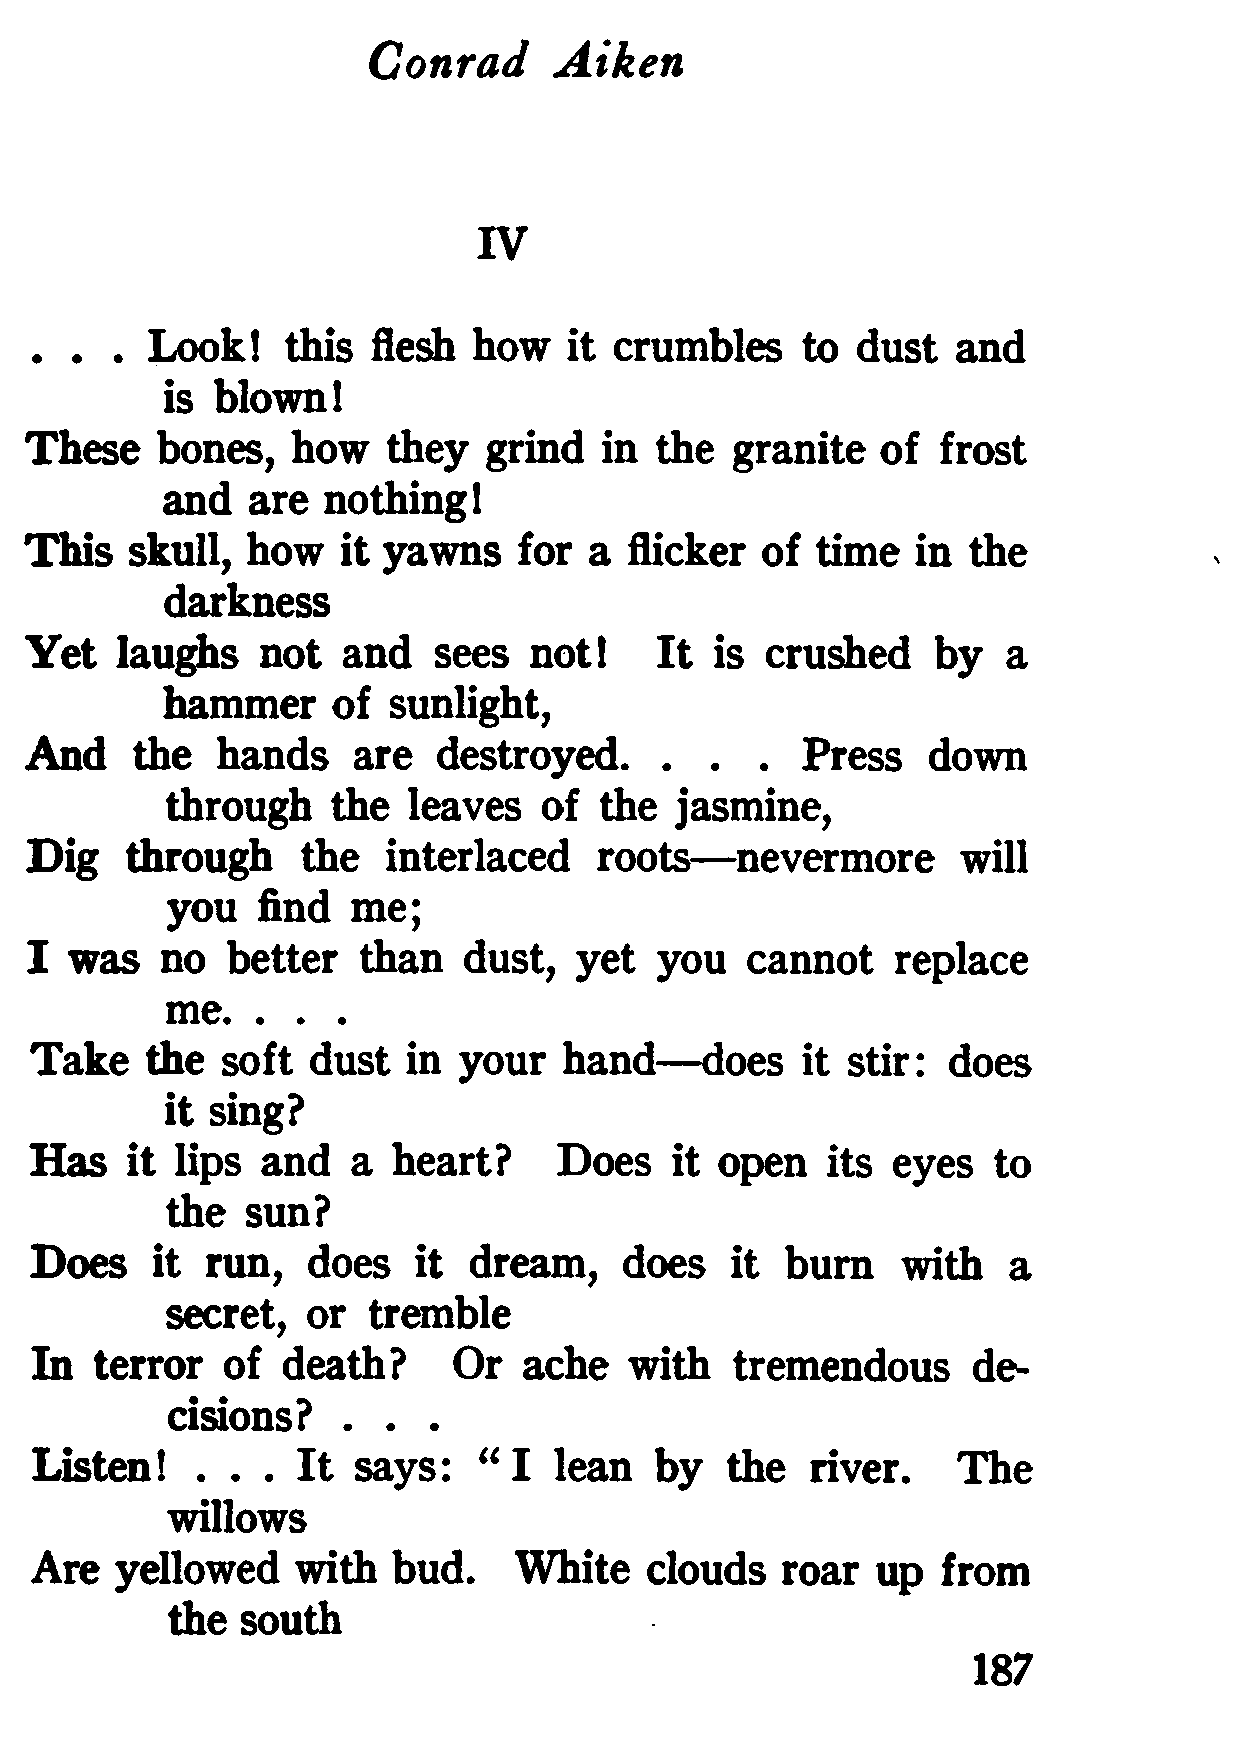 Conrad Aiken
IV
. . . Look! this flesh how it crumbles to dust and
is blown!
These bones, how they grind in the granite of frost
and are nothing!
This skull, how it yawns for a flicker of time in the
darkness
Yet laughs not and sees not! It is crushed by a
hammer of sunlight,
And the hands are destroyed. . . . Press down
through the leaves of the jasmine,
Dig through the interlaced roots—nevermore will
you find me;
I was no better than dust, yet you cannot replace
me. . . .
Take the soft dust in your hand—does it stir: does
it sing?
Has it lips and a heart? Does it open its eyes to
the sun?
Does it run, does it dream, does it burn with a
secret, or tremble
In terror of death? Or ache with tremendous de-
cisions? . . .
Listen! . . . It says: “ I lean by the river. The
willows
Are yellowed with bud. White clouds roar up from
the south
187